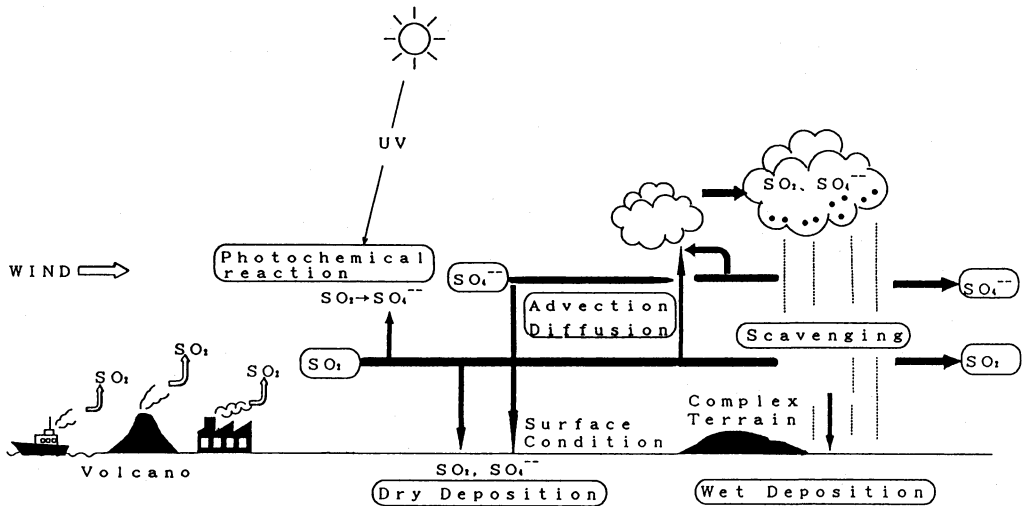 UV
SO₂、SO₄⁻⁻
WIND
Photochemical
reaction
SO₂→SO₄⁻⁻
SO₄⁻⁻
Advection
Diffusion
SO₄⁻⁻
Scavenging
SO₂
SO₂
SO₂
SO₂
SO₂
SO₂
Complex
Terrain
Surface
Condition
Volcano
SO₂, SO₄⁻⁻
Dry Deposition
Wet Deposition